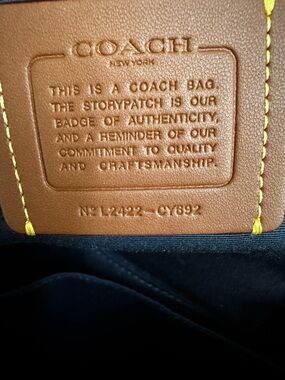 COACH
NEW YORK
THIS IS A COACH BAG.
THE STORYPATCH IS OUR
BADGE OF AUTHENTICITY,
AND A REMINDER OF OUR
COMMITMENT TO QUALITY
AND CRAFTSMANSHIP.
Nº L2422-CY892